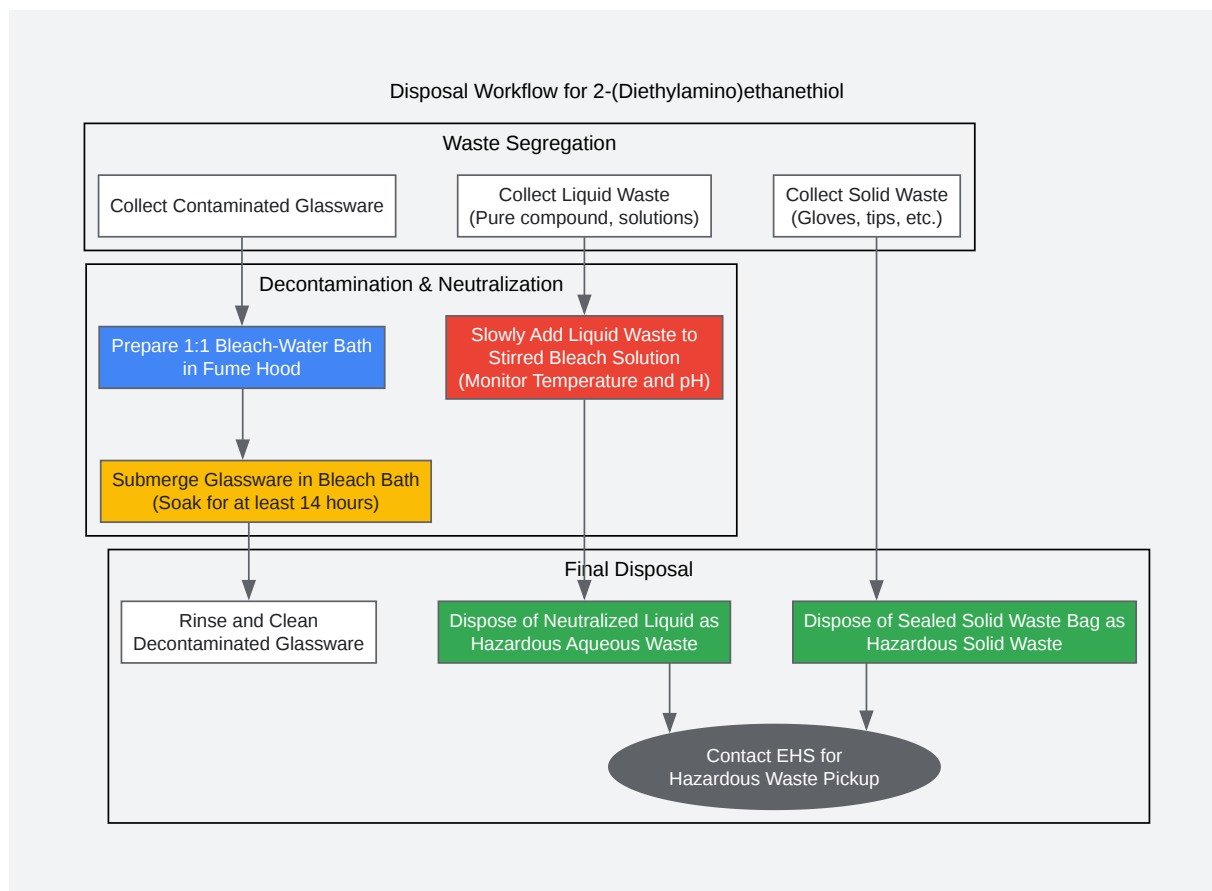 Disposal Workflow for 2-(Diethylamino)ethanethiol
Waste Segregation
Collect Contaminated Glassware
Collect Liquid Waste
(Pure compound, solutions)
Collect Solid Waste
(Gloves, tips, etc.)
Decontamination & Neutralization
Prepare 1:1 Bleach-Water Bath
in Fume Hood
Slowly Add Liquid Waste to
Stirred Bleach Solution
(Monitor Temperature and pH)
Submerge Glassware in Bleach Bath
(Soak for at least 14 hours)
Final Disposal
Rinse and Clean
Decontaminated Glassware
Dispose of Neutralized Liquid as
Hazardous Aqueous Waste
Dispose of Sealed Solid Waste Bag as
Hazardous Solid Waste
Contact EHS for
Hazardous Waste Pickup